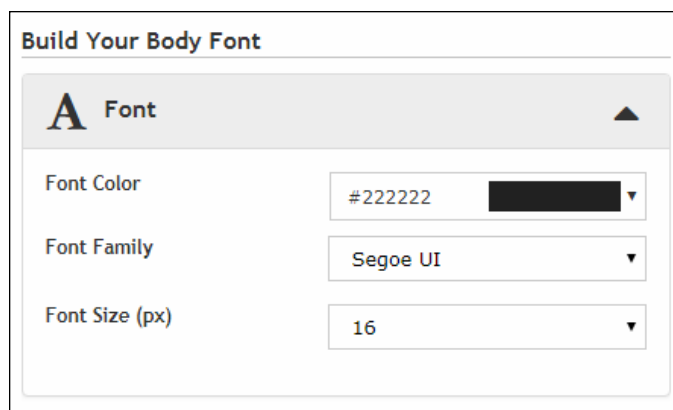 Build Your Body Font
A Font
Font Color #222222
Font Family Segoe UI
Font Size (px) 16